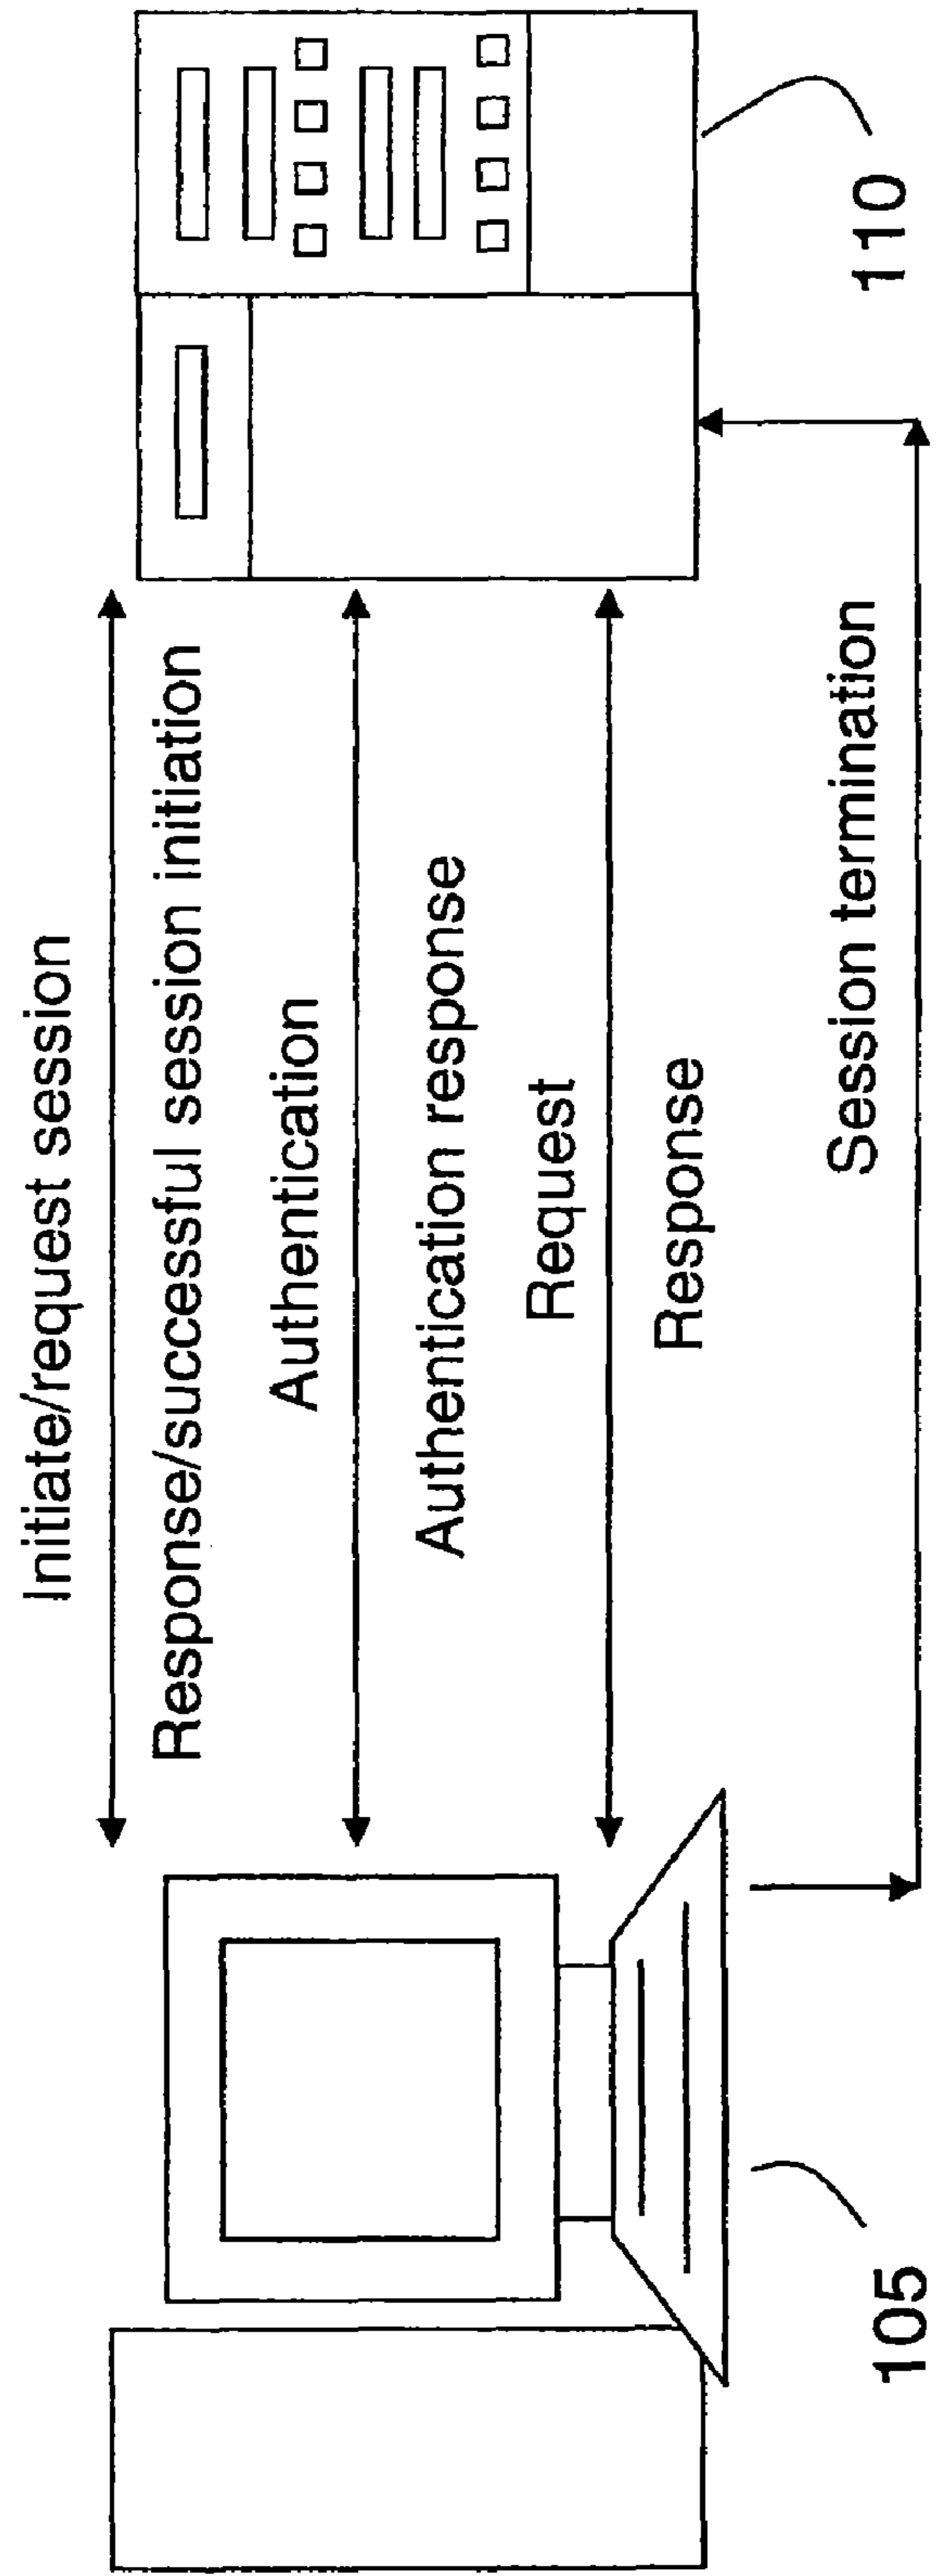 Initiate/request session
Response/successful session initiation
Authentication
Authentication response
Request
Response
Session termination
105
110